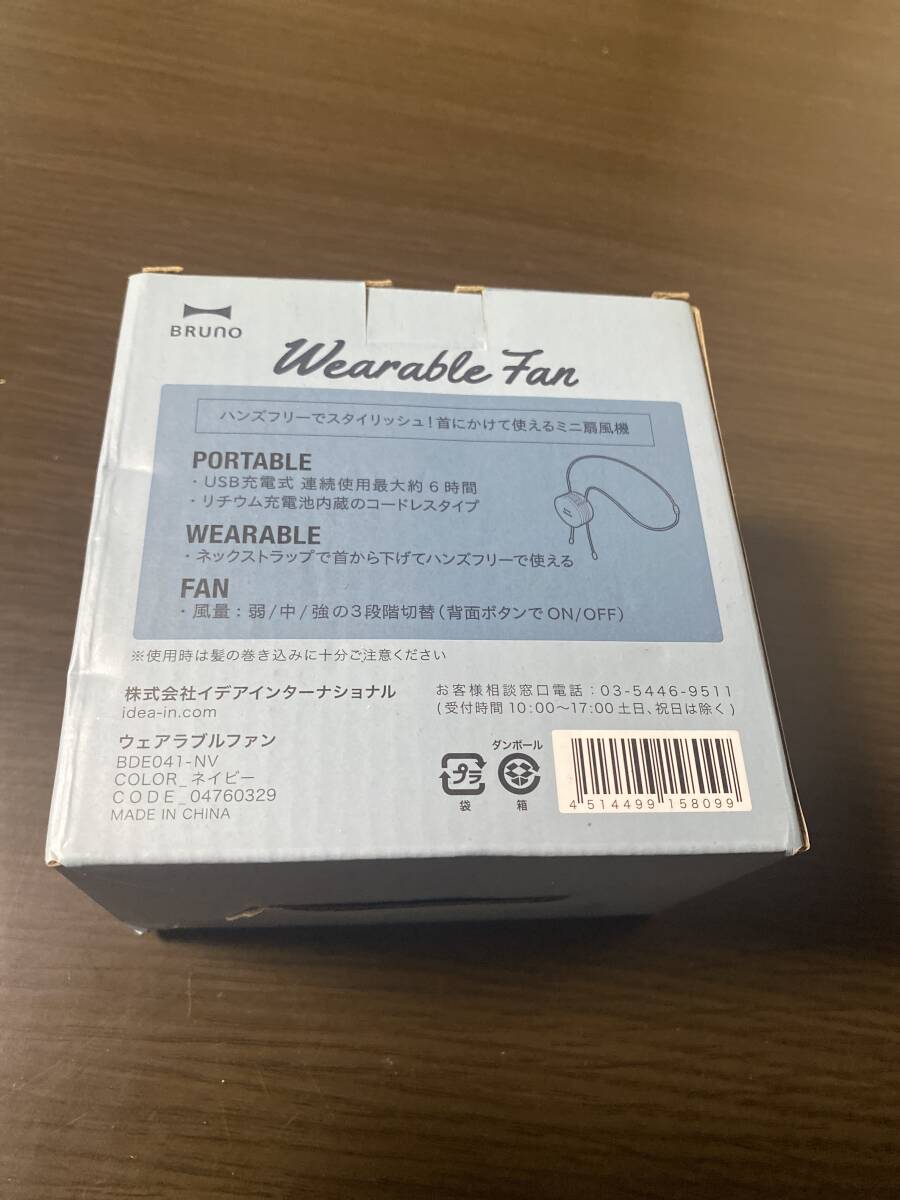 BRUNO
Wearable Fan
ハンズフリーでスタイリッシュ!首にかけて使えるミニ扇風機
PORTABLE
・USB充電式 連続使用最大約6時間
・リチウム充電池内蔵のコードレスタイプ
WEARABLE
・ネックストラップで首から下げてハンズフリーで使える
FAN
・風量:弱/中/強の3段階切替(背面ボタンでON/OFF)
※使用時は髪の巻き込みに十分ご注意ください
株式会社イデアインターナショナル
idea-in.com
お客様相談窓口電話:03-5446-9511
(受付時間10:00〜17:00 土日、祝日は除く)
ウェアラブルファン
BDE041-NV
COLOR_ネイビー
CODE_04760329
MADE IN CHINA
プラ
袋
ダンボール
箱
4 514499 158099